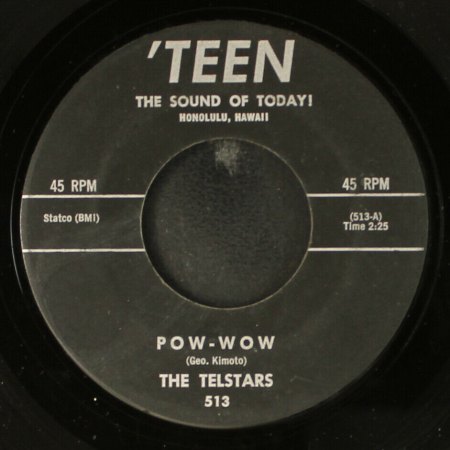 'TEEN
THE SOUND OF TODAY!
HONOLULU, HAWAII
45 RPM
45 RPM
Statco (BMI)
(513-A)
Time 2:25
POW-WOW
(Geo. Kimoto)
THE TELSTARS
513